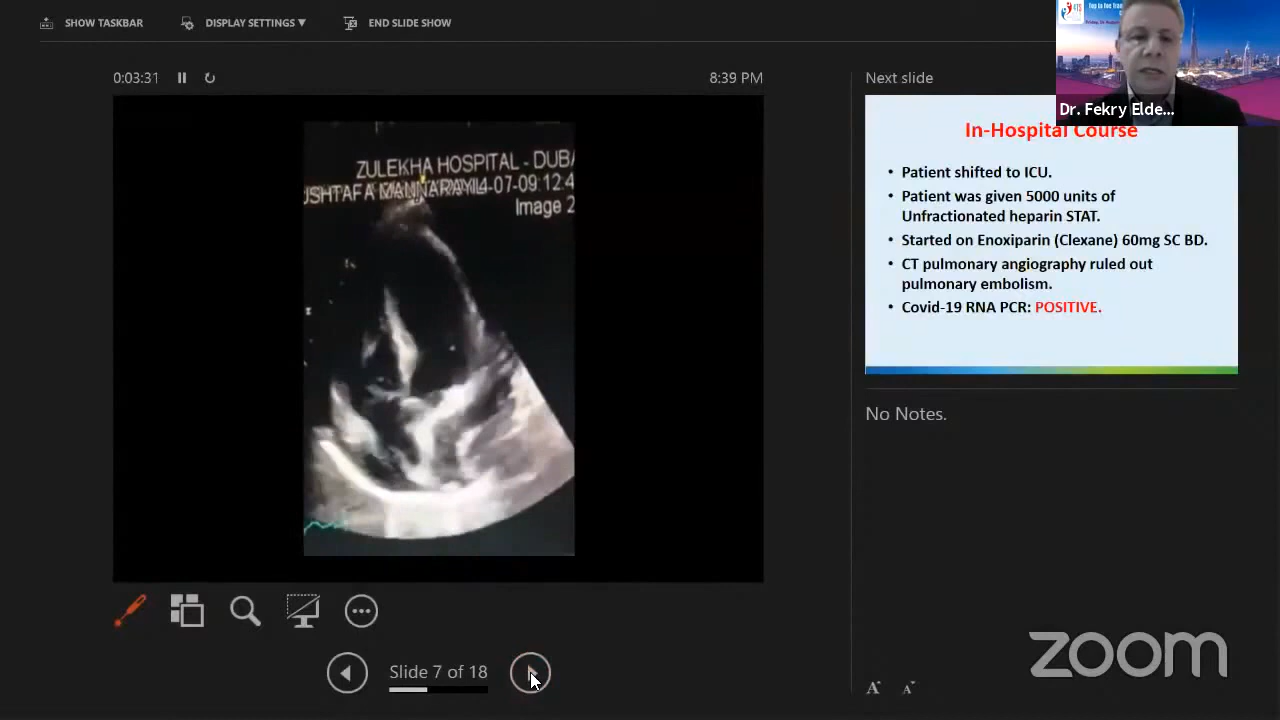 SHOW TASKBAR
DISPLAY SETTINGS ▼
END SLIDE SHOW
0:03:31
8:39 PM
ZULEKHA HOSPITAL - DUBA
Image 2
Slide 7 of 18
Next slide
In-Hospital Course
• Patient shifted to ICU.
• Patient was given 5000 units of
Unfractionated heparin STAT.
• Started on Enoxiparin (Clexane) 60mg SC BD.
• CT pulmonary angiography ruled out
pulmonary embolism.
• Covid-19 RNA PCR: POSITIVE.
No Notes.
A A
Dr. Fekry Elde...
zoom